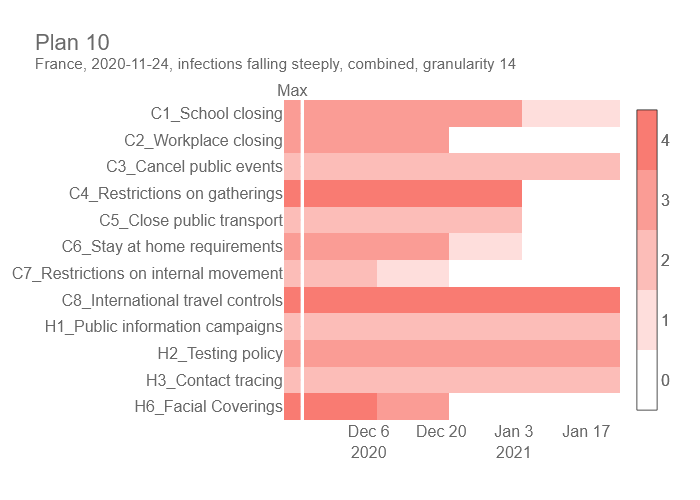 Plan 10
France, 2020-11-24, infections falling steeply, combined, granularity 14
Max
C1_School closing
C2_Workplace closing
C3_Cancel public events
C4_Restrictions on gatherings
C5_Close public transport
C6_Stay at home requirements
C7_Restrictions on internal movement
C8_International travel controls
H1_Public information campaigns
H2_Testing policy
H3_Contact tracing
H6_Facial Coverings
Dec 6 Dec 20 Jan 3 Jan 17
2020 2021
4
3
2
1
0